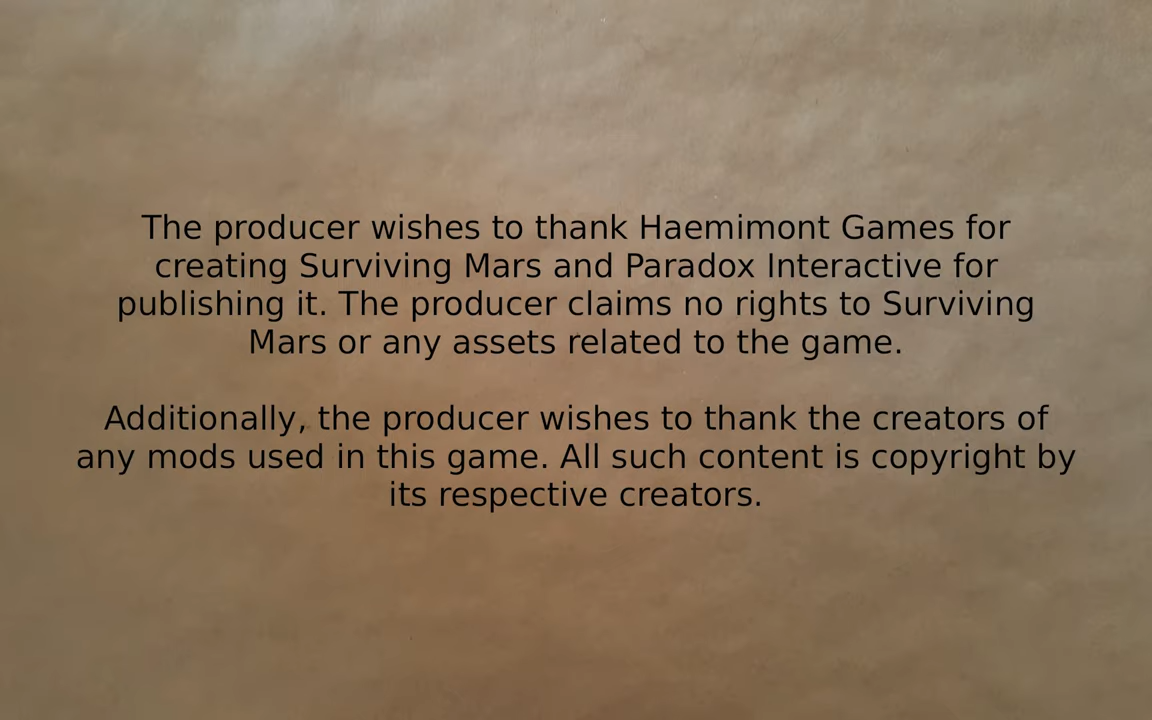 The producer wishes to thank Haemimont Games for
creating Surviving Mars and Paradox Interactive for
publishing it. The producer claims no rights to Surviving
Mars or any assets related to the game.
Additionally, the producer wishes to thank the creators of
any mods used in this game. All such content is copyright by
its respective creators.